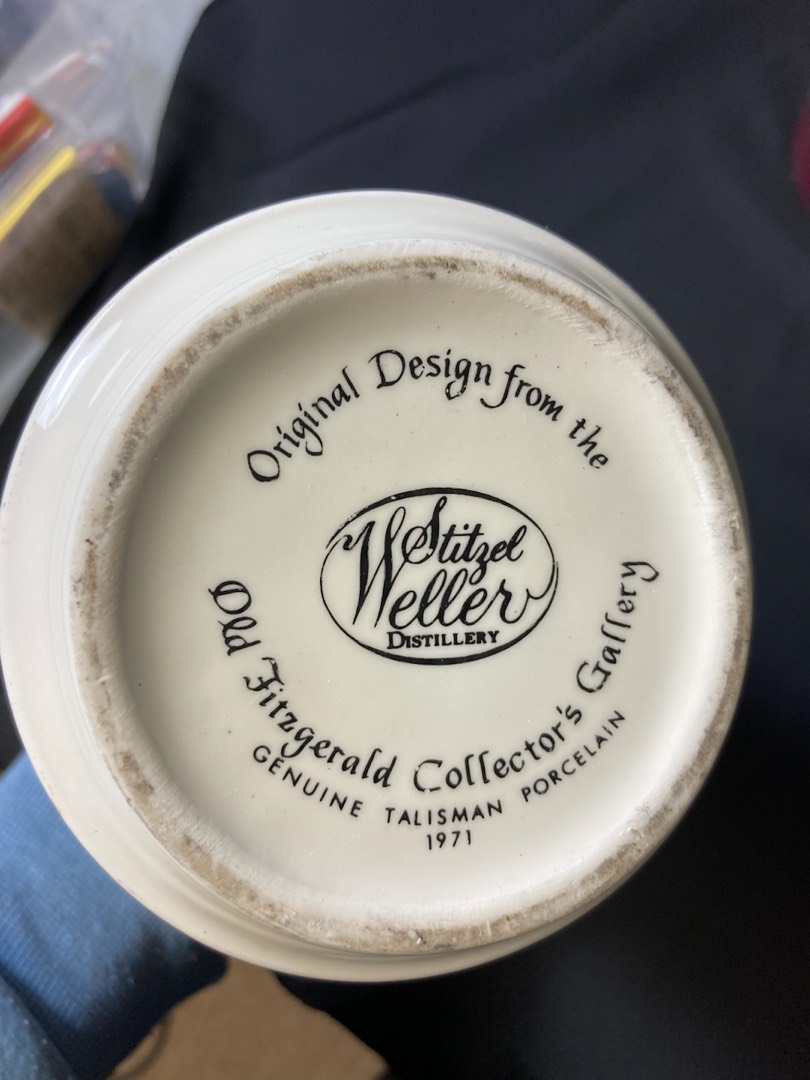 Original Design from the
Stitzel
Weller
DISTILLERY
Old Fitzgerald Collector's Gallery
GENUINE TALISMAN PORCELAIN
1971